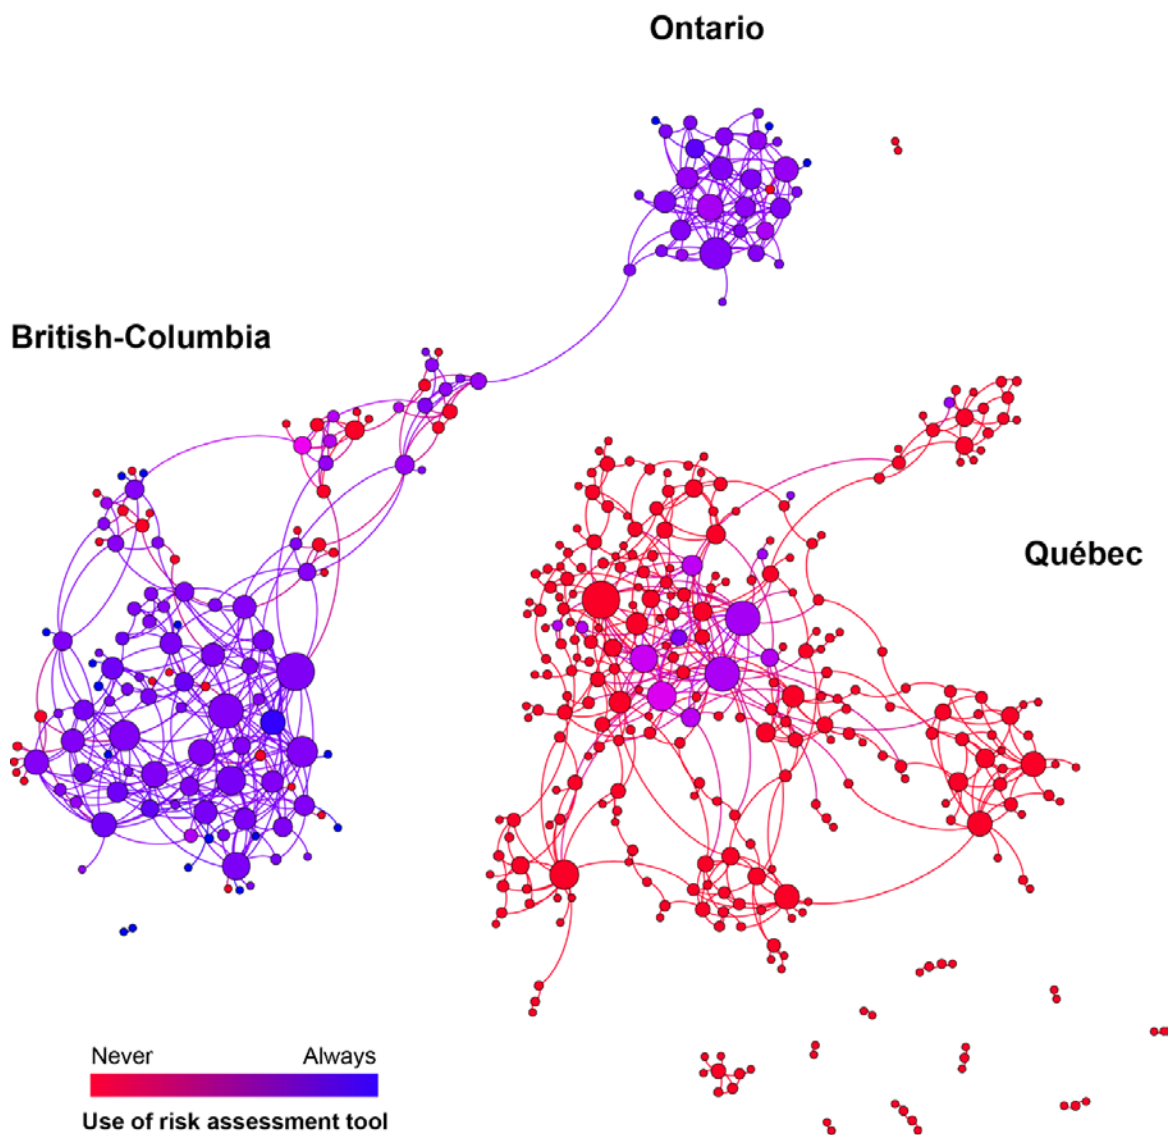 Ontario
British-Columbia
Québec
Never Always
Use of risk assessment tool